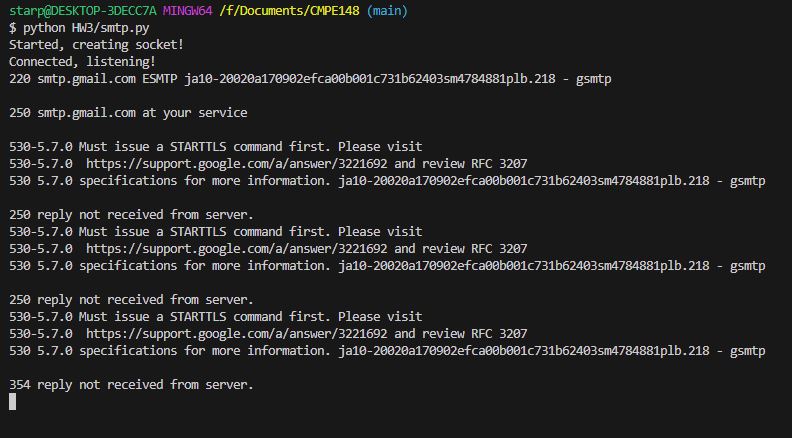 starp@DESKTOP-3DECC7A MINGW64 /f/Documents/CMPE148 (main)
$ python HW3/smtp.py
Started, creating socket!
Connected, listening!
220 smtp.gmail.com ESMTP ja10-20020a170902efca00b001c731b62403sm4784881plb.218 - gsmtp
250 smtp.gmail.com at your service
530-5.7.0 Must issue a STARTTLS command first. Please visit
530-5.7.0  https://support.google.com/a/answer/3221692 and review RFC 3207
530 5.7.0 specifications for more information. ja10-20020a170902efca00b001c731b62403sm4784881plb.218 - gsmtp
250 reply not received from server.
530-5.7.0 Must issue a STARTTLS command first. Please visit
530-5.7.0  https://support.google.com/a/answer/3221692 and review RFC 3207
530 5.7.0 specifications for more information. ja10-20020a170902efca00b001c731b62403sm4784881plb.218 - gsmtp
250 reply not received from server.
530-5.7.0 Must issue a STARTTLS command first. Please visit
530-5.7.0  https://support.google.com/a/answer/3221692 and review RFC 3207
530 5.7.0 specifications for more information. ja10-20020a170902efca00b001c731b62403sm4784881plb.218 - gsmtp
354 reply not received from server.